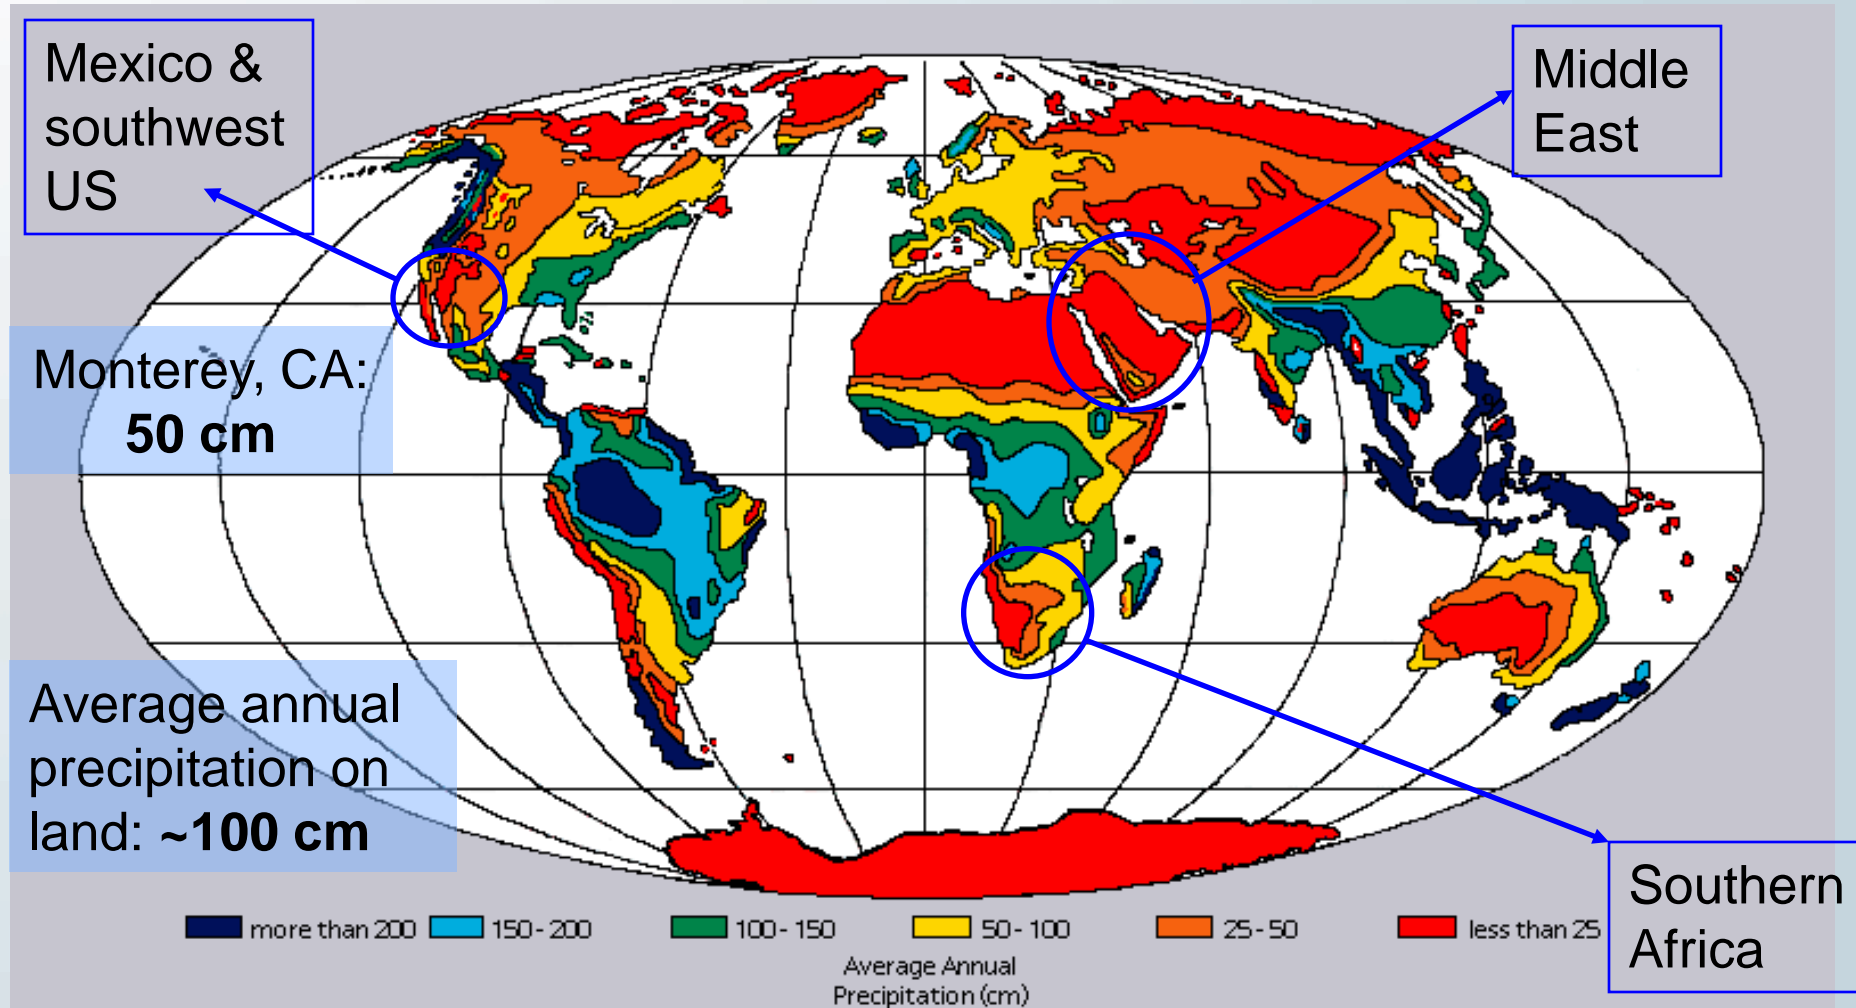 Mexico &
southwest
US
Middle
East
Monterey, CA:
50 cm
Average annual
precipitation on
land: ~100 cm
Southern
Africa
more than 200 150 - 200 100 - 150 50 - 100 25 - 50 less than 25
Average Annual
Precipitation (cm)